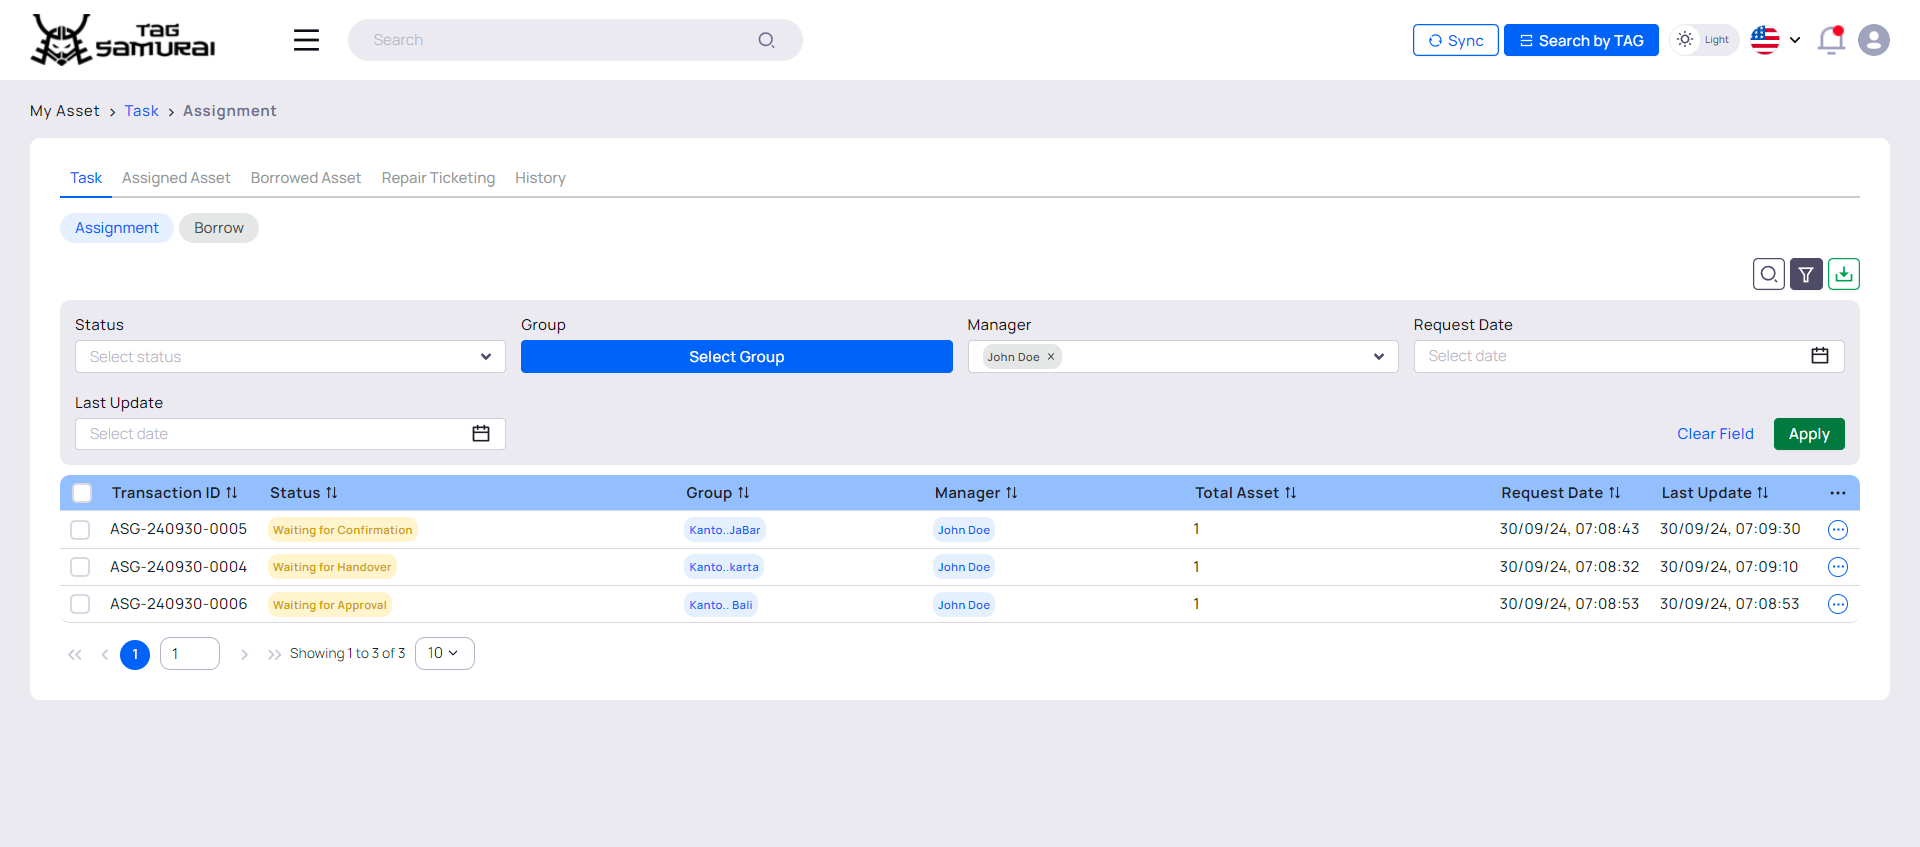 TAG SAMURAI
Search
Sync
Search by TAG
Light
My Asset > Task > Assignment
Task Assigned Asset Borrowed Asset Repair Ticketing History
Assignment Borrow
Status Group Manager Request Date
Select status Select Group John Doe × Select date
Last Update
Select date Clear Field Apply
Transaction ID Status Group Manager Total Asset Request Date Last Update ...
ASG-240930-0005 Waiting for Confirmation Kanto..JaBar John Doe 1 30/09/24, 07:08:43 30/09/24, 07:09:30
ASG-240930-0004 Waiting for Handover Kanto..karta John Doe 1 30/09/24, 07:08:32 30/09/24, 07:09:10
ASG-240930-0006 Waiting for Approval Kanto.. Bali John Doe 1 30/09/24, 07:08:53 30/09/24, 07:08:53
1 1 Showing 1 to 3 of 3 10